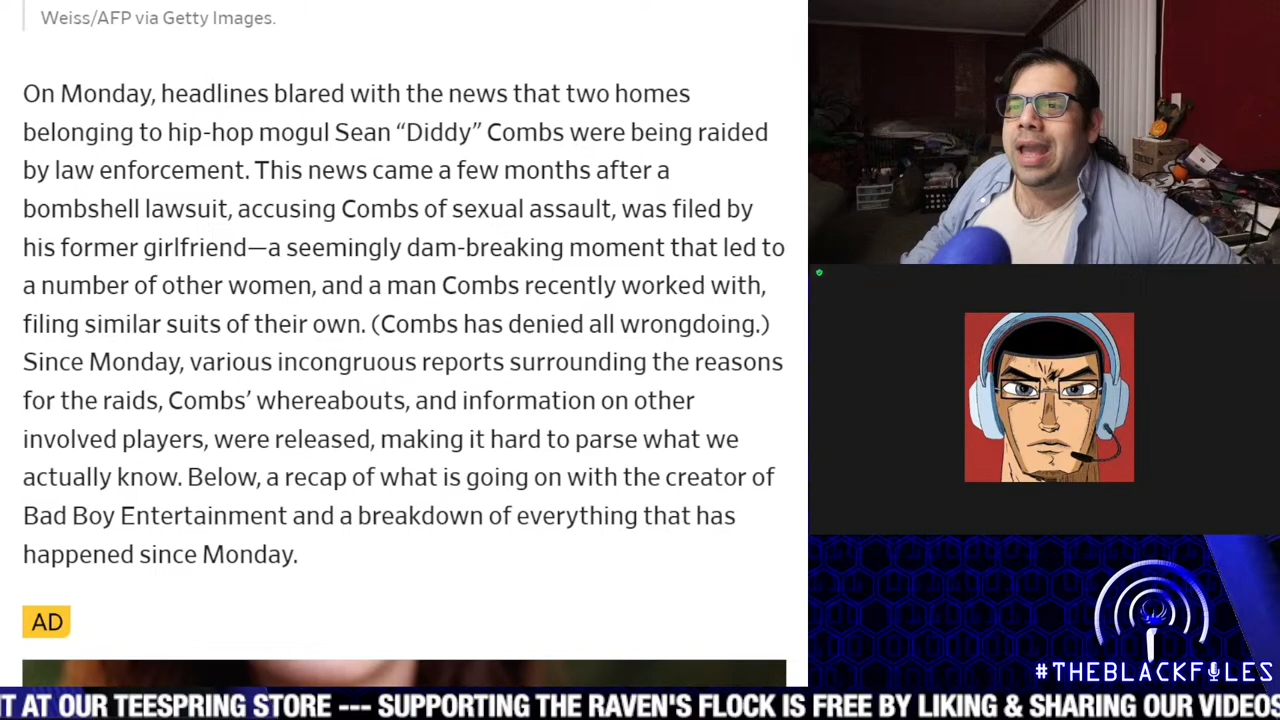 Weiss/AFP via Getty Images.
On Monday, headlines blared with the news that two homes
belonging to hip-hop mogul Sean “Diddy” Combs were being raided
by law enforcement. This news came a few months after a
bombshell lawsuit, accusing Combs of sexual assault, was filed by
his former girlfriend—a seemingly dam-breaking moment that led to
a number of other women, and a man Combs recently worked with,
filing similar suits of their own. (Combs has denied all wrongdoing.)
Since Monday, various incongruous reports surrounding the reasons
for the raids, Combs’ whereabouts, and information on other
involved players, were released, making it hard to parse what we
actually know. Below, a recap of what is going on with the creator of
Bad Boy Entertainment and a breakdown of everything that has
happened since Monday.
AD
#THEBLACKFILES
T AT OUR TEESPRING STORE --- SUPPORTING THE RAVEN'S FLOCK IS FREE BY LIKING & SHARING OUR VIDEOS